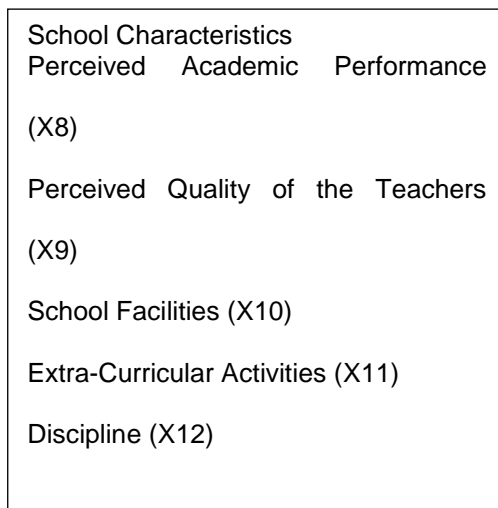 School Characteristics
Perceived Academic Performance
(X8)
Perceived Quality of the Teachers
(X9)
School Facilities (X10)
Extra-Curricular Activities (X11)
Discipline (X12)